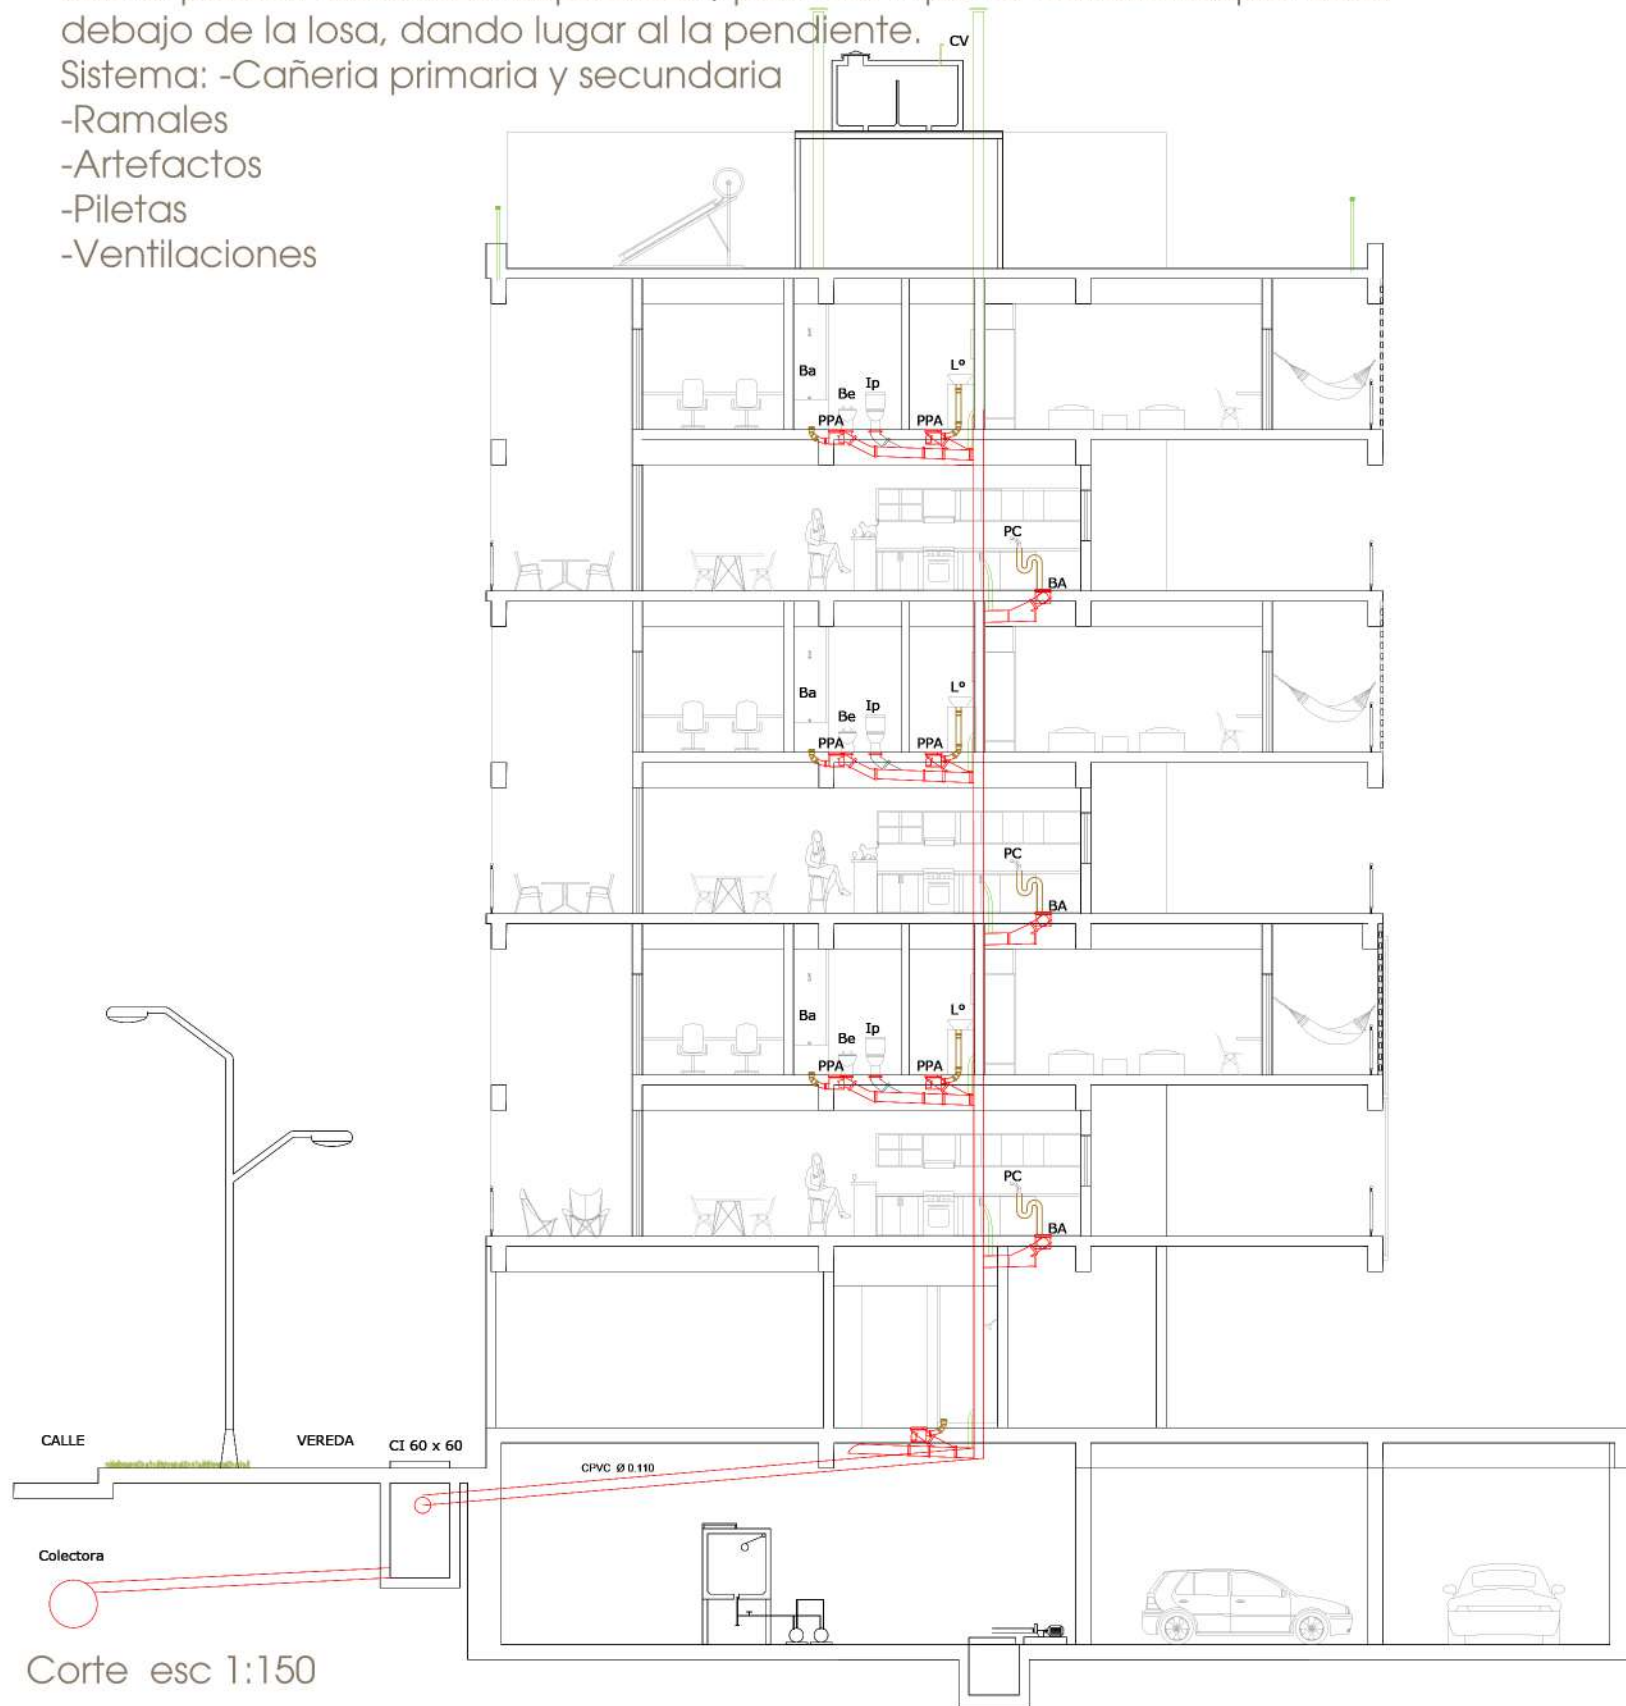 debajo de la losa, dando lugar al la pendiente.
Sistema: -Cañeria primaria y secundaria
-Ramales
-Artefactos
-Piletas
-Ventilaciones
CV
Ba
Be
Ip
L°
PPA
PPA
PC
BA
Ba
Be
Ip
L°
PPA
PPA
PC
BA
Ba
Be
Ip
L°
PPA
PPA
PC
BA
CALLE
VEREDA
CI 60 x 60
CPVC Ø 0.110
Colectora
Corte esc 1:150